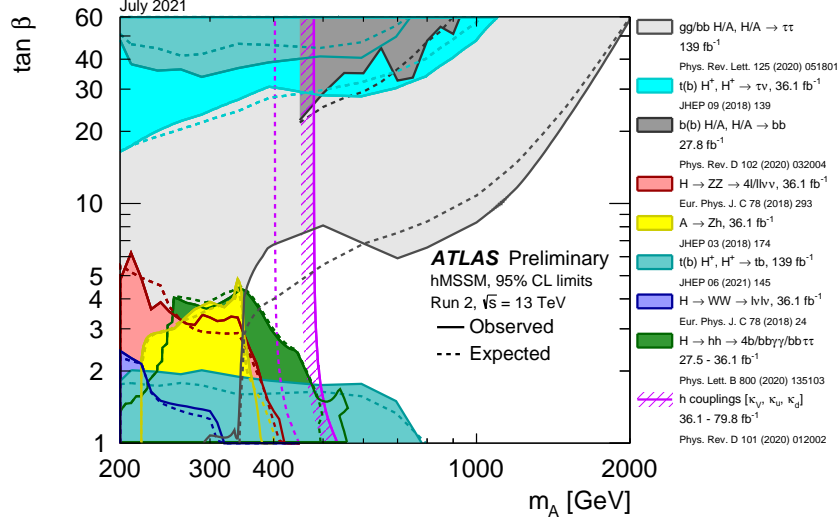 July 2021
tan β
60
50
40
30
20
10
5
4
3
2
1
200
300
400
1000
2000
m_A [GeV]
ATLAS Preliminary
hMSSM, 95% CL limits
Run 2, √s = 13 TeV
Observed
Expected
gg/bb H/A, H/A → ττ
139 fb⁻¹
Phys. Rev. Lett. 125 (2020) 051801
t(b) H⁺, H⁺ → τν, 36.1 fb⁻¹
JHEP 09 (2018) 139
b(b) H/A, H/A → bb
27.8 fb⁻¹
Phys. Rev. D 102 (2020) 032004
H → ZZ → 4l/llνν, 36.1 fb⁻¹
Eur. Phys. J. C 78 (2018) 293
A → Zh, 36.1 fb⁻¹
JHEP 03 (2018) 174
t(b) H⁺, H⁺ → tb, 139 fb⁻¹
JHEP 06 (2021) 145
H → WW → lνlν, 36.1 fb⁻¹
Eur. Phys. J. C 78 (2018) 24
H → hh → 4b/bbγγ/bbττ
27.5 - 36.1 fb⁻¹
Phys. Lett. B 800 (2020) 135103
h couplings [κ_V, κ_u, κ_d]
36.1 - 79.8 fb⁻¹
Phys. Rev. D 101 (2020) 012002